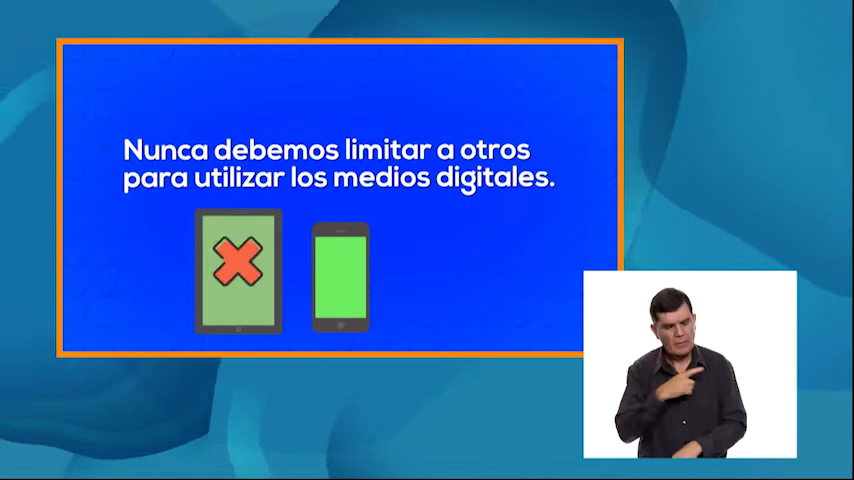 Nunca debemos limitar a otros
para utilizar los medios digitales.